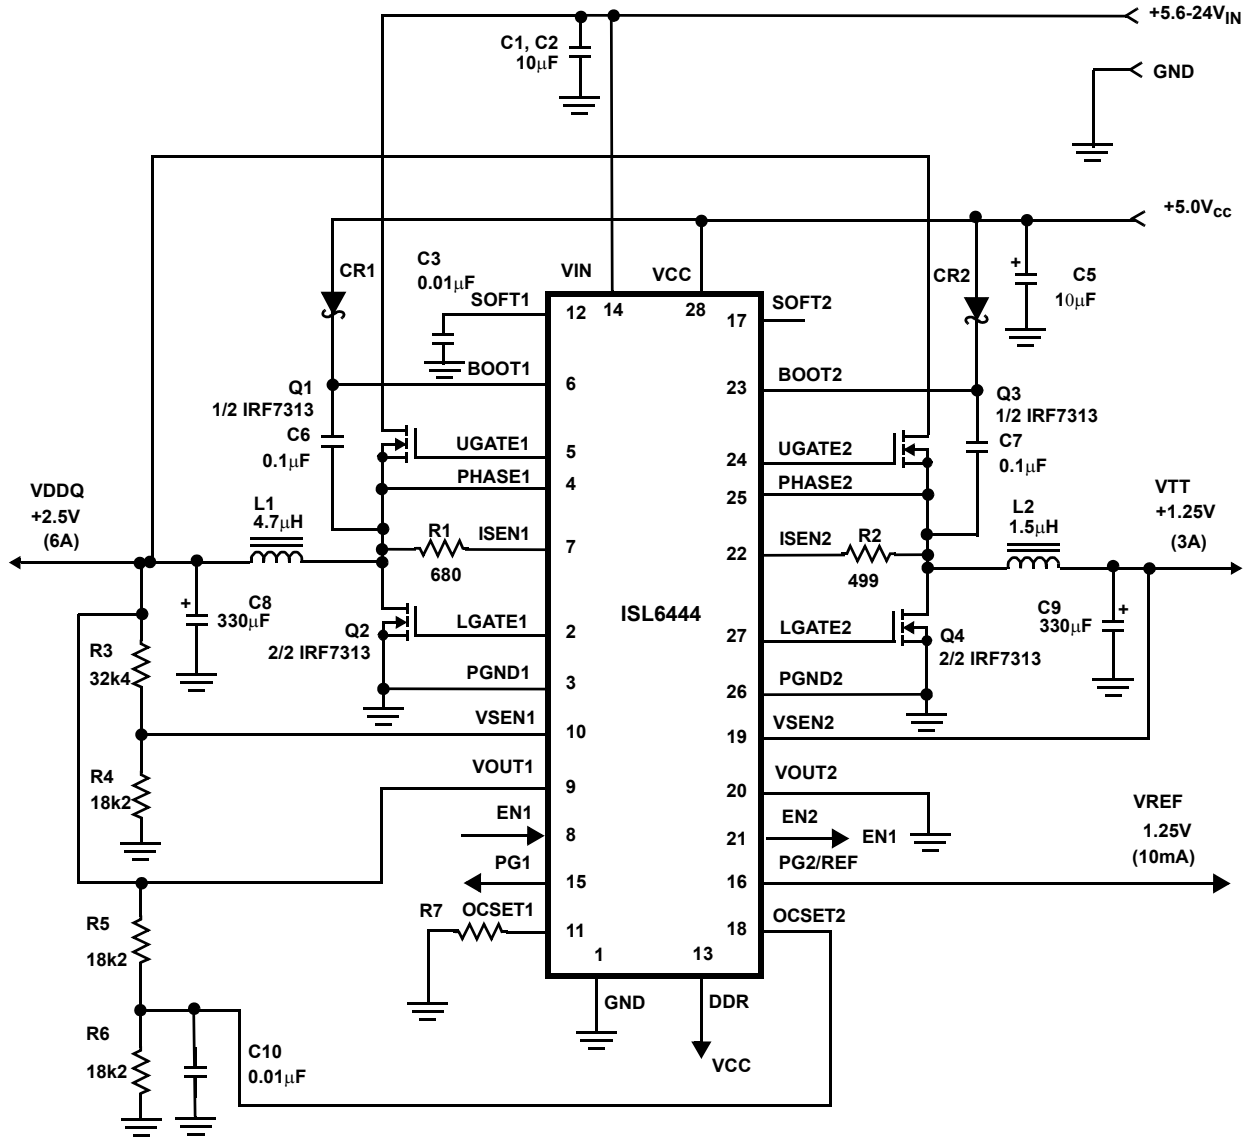 +5.6-24VIN
C1, C2
10μF
GND
+5.0Vcc
CR1
C3
0.01μF
VIN
VCC
CR2
C5
10μF
SOFT1
12
14
28
SOFT2
17
BOOT1
6
BOOT2
23
Q1
1/2 IRF7313
C6
0.1μF
Q3
1/2 IRF7313
C7
0.1μF
UGATE1
5
UGATE2
24
PHASE1
4
PHASE2
25
VDDQ
+2.5V
(6A)
L1
4.7μH
R1
680
ISEN1
7
ISEN2
22
R2
499
L2
1.5μH
VTT
+1.25V
(3A)
C8
330μF
ISL6444
C9
330μF
Q2
2/2 IRF7313
LGATE1
2
LGATE2
27
Q4
2/2 IRF7313
R3
32k4
PGND1
3
PGND2
26
VSEN1
10
VSEN2
19
R4
18k2
VOUT1
9
VOUT2
20
EN1
8
EN2
21
EN1
VREF
1.25V
(10mA)
PG1
15
PG2/REF
16
R7
OCSET1
11
OCSET2
18
R5
18k2
1
13
GND
DDR
VCC
R6
18k2
C10
0.01μF
+
+
+